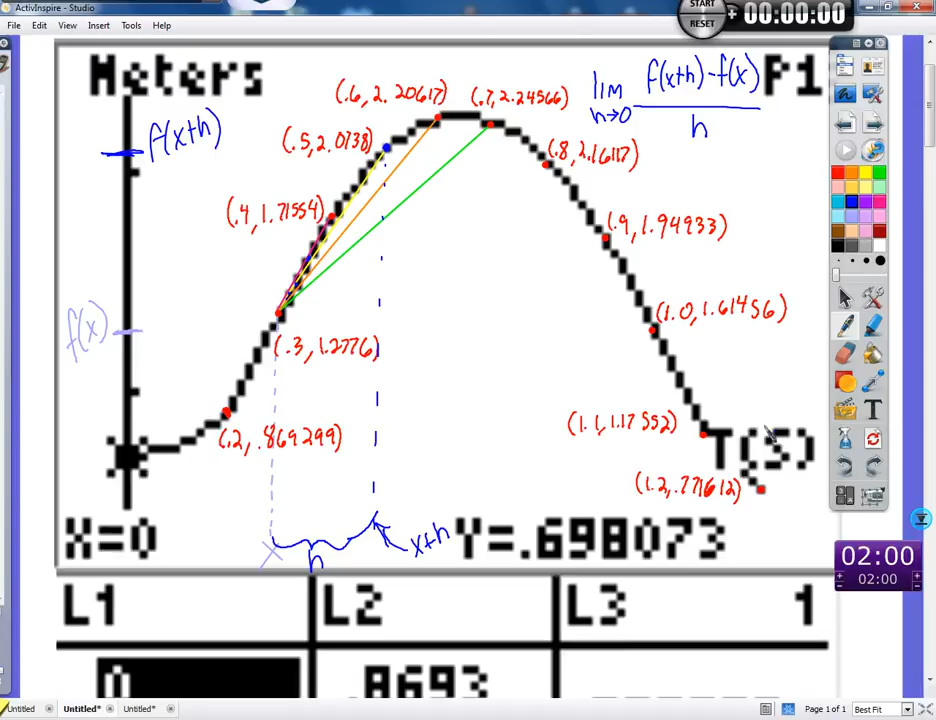 ActivInspire - Studio
START
RESET
00:00:00
File Edit View Insert Tools Help
Meters
P1
(.6, 2.20617)
(.7, 2.24566)
lim
h→0
f(x+h)-f(x)
h
f(x+h)
(.5, 2.0738)
(.8, 2.16117)
(.4, 1.71554)
(.9, 1.94933)
f(x)
(1.0, 1.61456)
(.3, 1.2776)
(1.1, 1.17552)
(.2, .869299)
T(S)
(1.2, .771612)
X=0
Y=.698073
x
h
x+h
02:00
02:00
L1 L2 L3 1
0 .8693
Untitled Untitled* Untitled*
Page 1 of 1 Best Fit